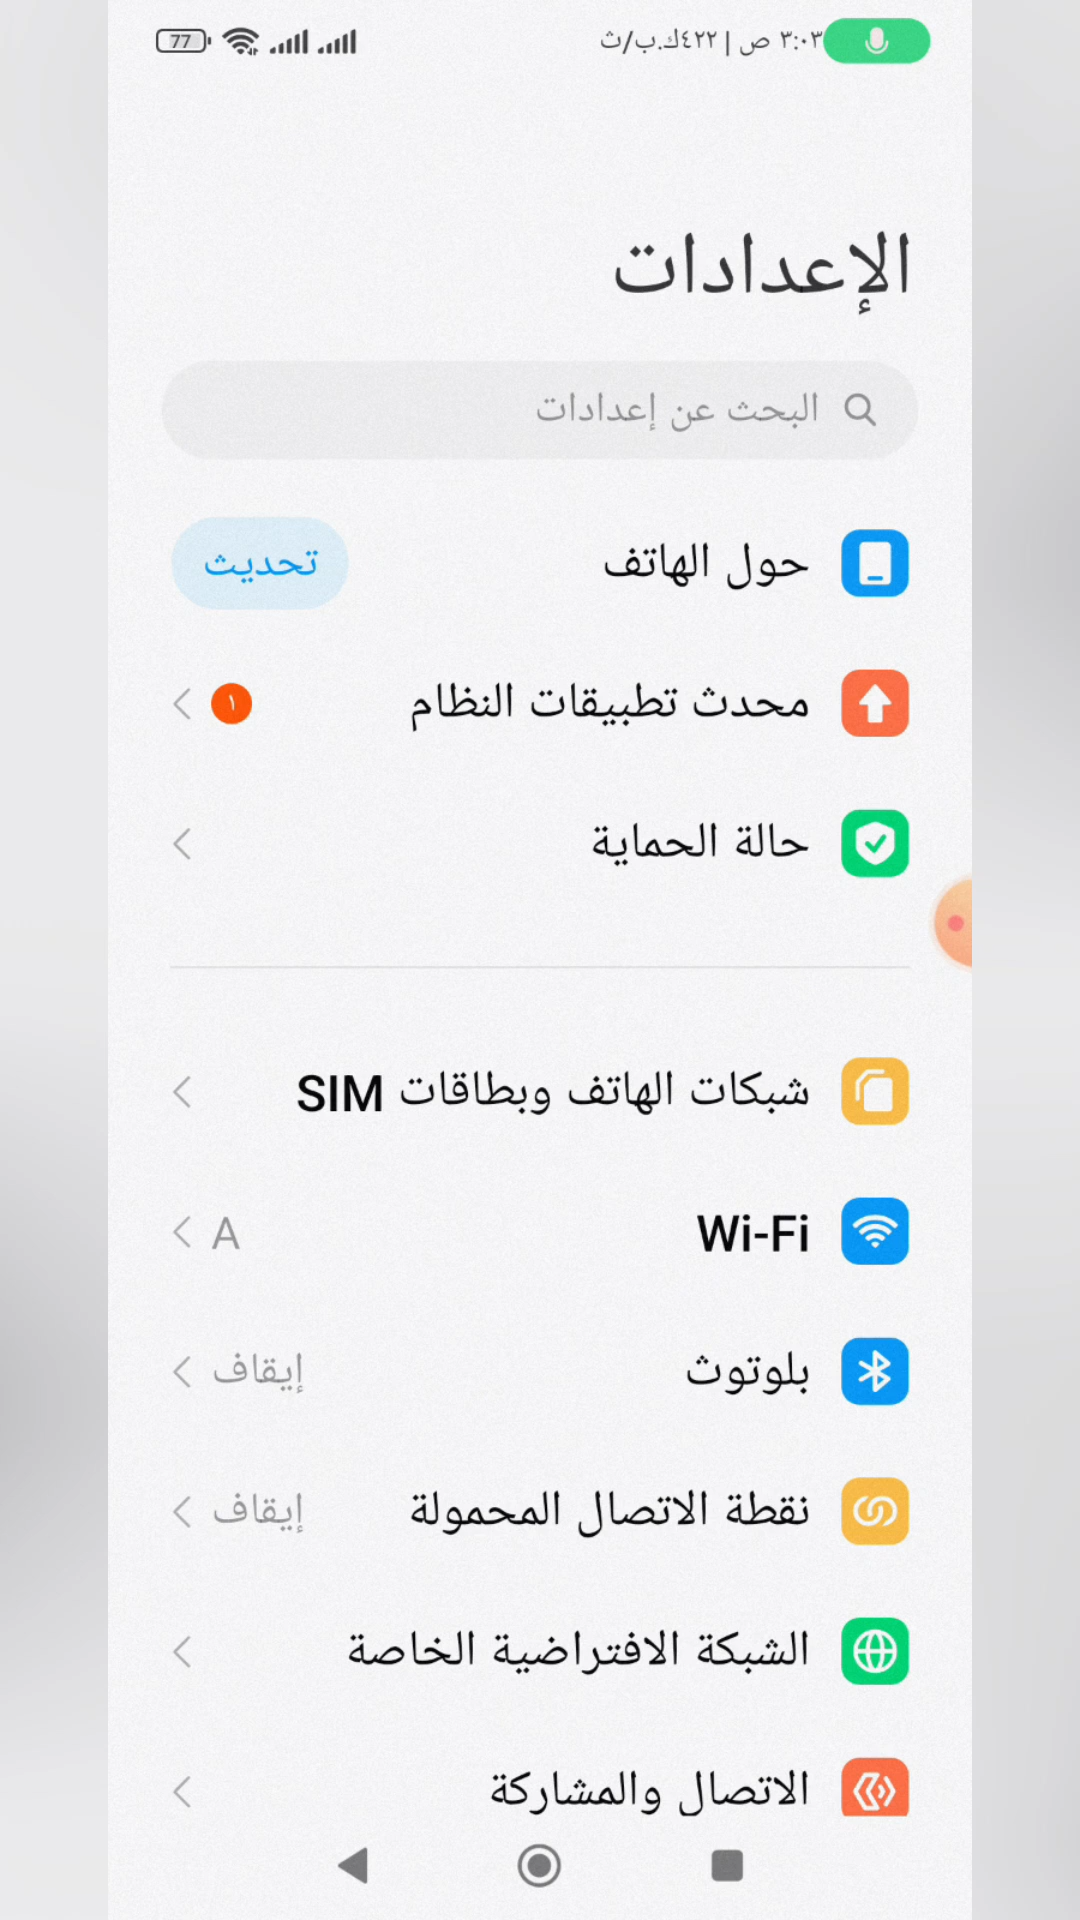 ٣:٠٣ ص | ٤٢٢ك.ب/ث
77
الإعدادات
البحث عن إعدادات
حول الهاتف
تحديث
محدث تطبيقات النظام
١
حالة الحماية
شبكات الهاتف وبطاقات SIM
Wi-Fi
A
بلوتوث
إيقاف
نقطة الاتصال المحمولة
إيقاف
الشبكة الافتراضية الخاصة
الاتصال والمشاركة